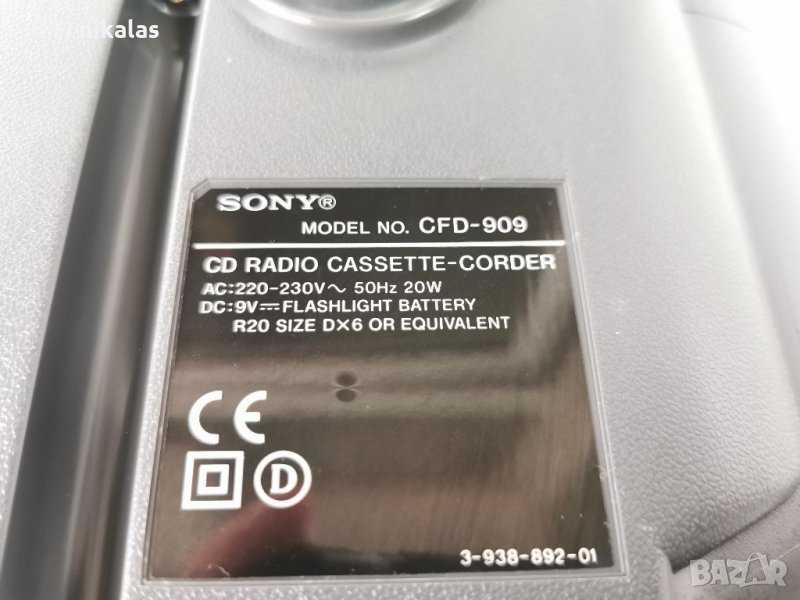 SONY®
MODEL NO. CFD-909
CD RADIO CASSETTE-CORDER
AC:220-230V～ 50Hz 20W
DC:9V⎓FLASHLIGHT BATTERY
R20 SIZE D×6 OR EQUIVALENT
CE
D
3-938-892-01
BAZAR